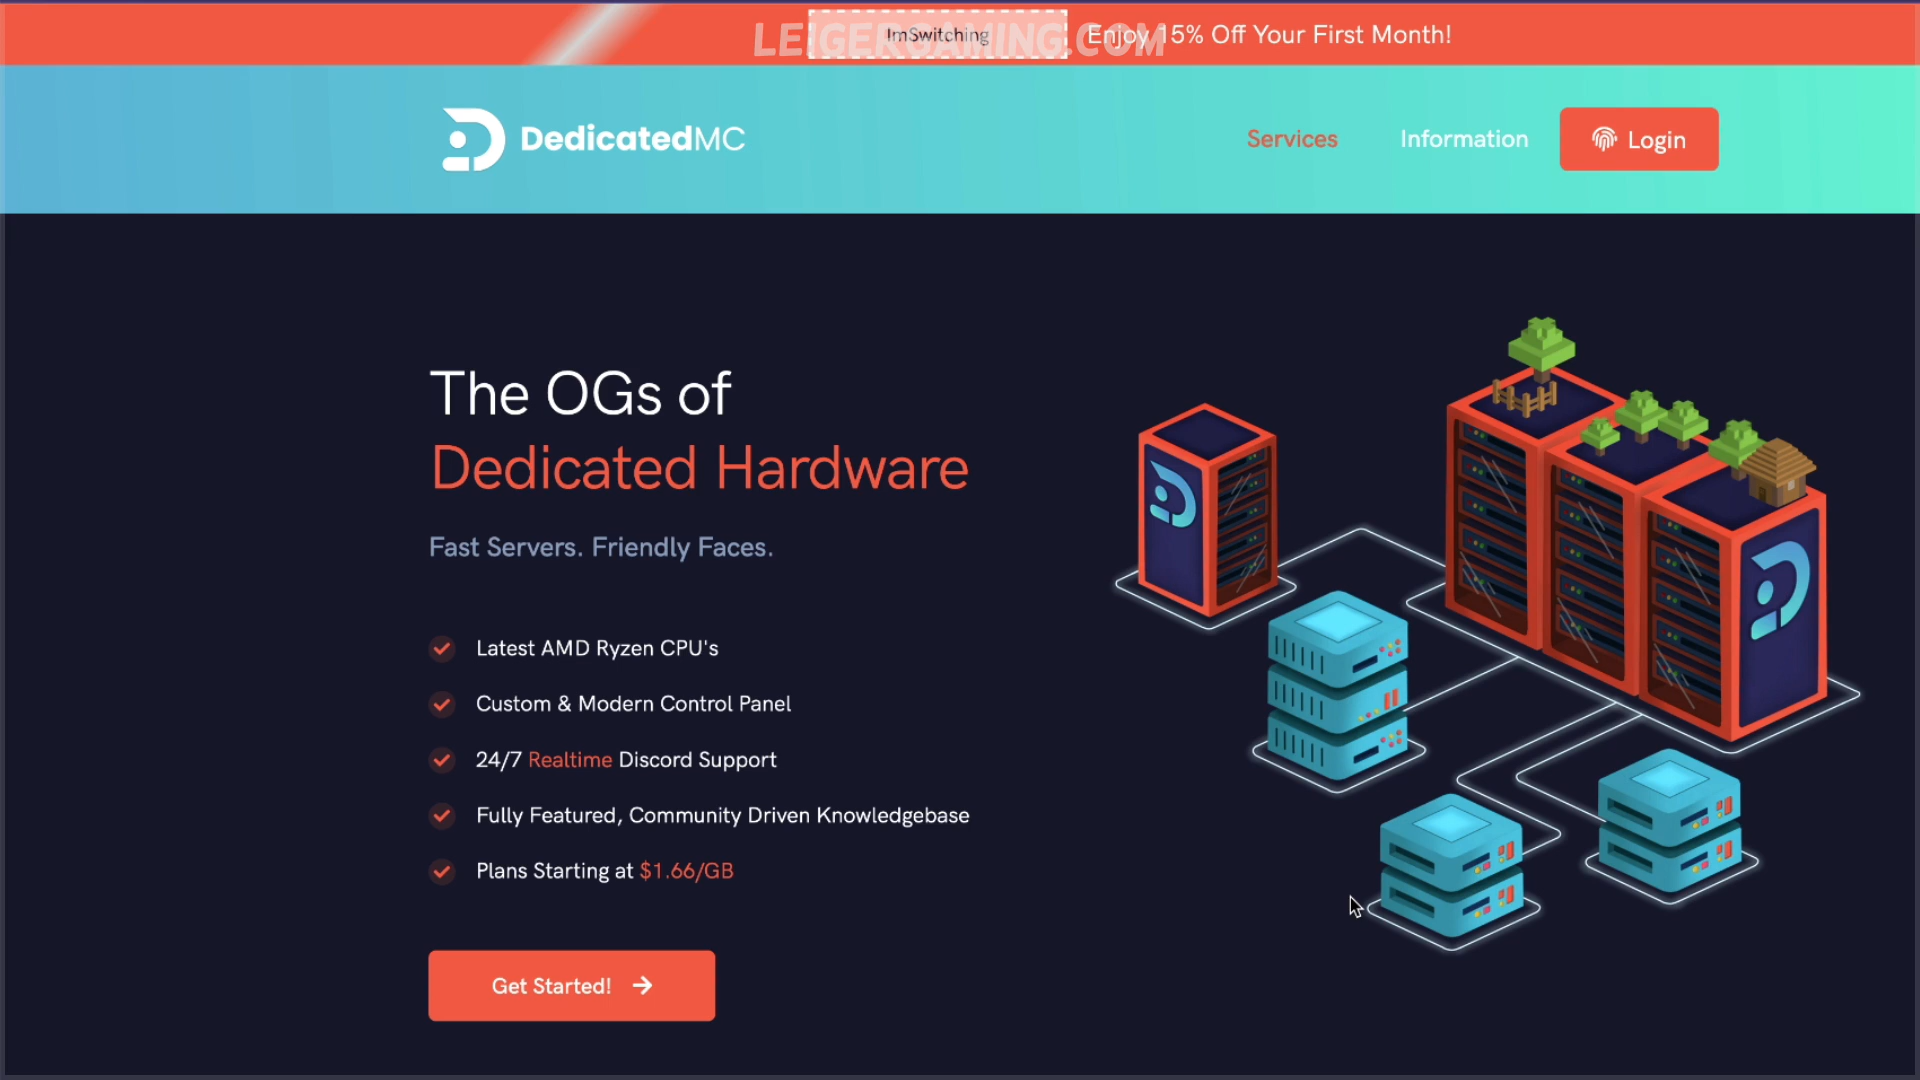 LEIGERGAMING.COM
ImSwitching
Enjoy 15% Off Your First Month!
DedicatedMC
Services
Information
Login
The OGs of
Dedicated Hardware
Fast Servers. Friendly Faces.
Latest AMD Ryzen CPU's
Custom & Modern Control Panel
24/7 Realtime Discord Support
Fully Featured, Community Driven Knowledgebase
Plans Starting at $1.66/GB
Get Started!